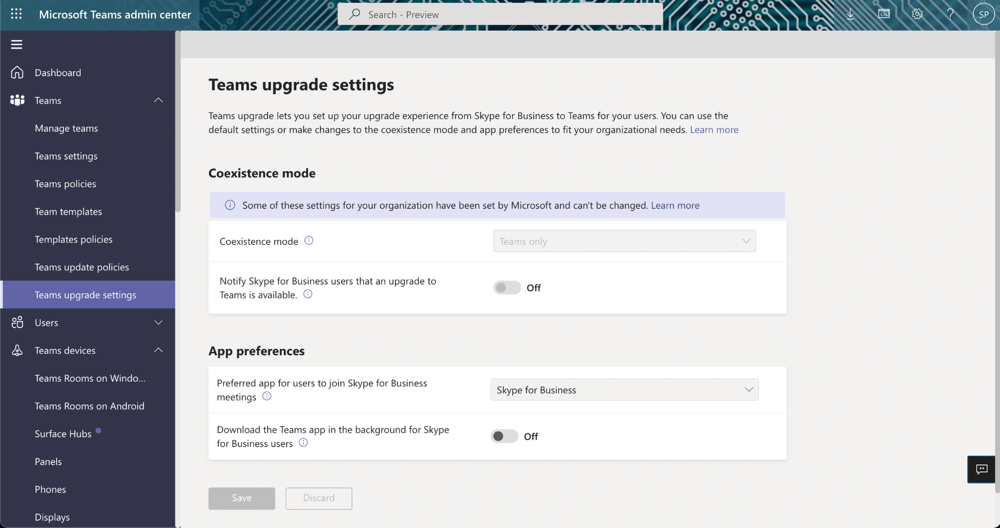 Microsoft Teams admin center
Search - Preview
C:\
?
SP
Dashboard
Teams
Manage teams
Teams settings
Teams policies
Team templates
Templates policies
Teams update policies
Teams upgrade settings
Users
Teams devices
Teams Rooms on Windo...
Teams Rooms on Android
Surface Hubs
Panels
Phones
Displays
Teams upgrade settings
Teams upgrade lets you set up your upgrade experience from Skype for Business to Teams for your users. You can use the
default settings or make changes to the coexistence mode and app preferences to fit your organizational needs. Learn more
Coexistence mode
Some of these settings for your organization have been set by Microsoft and can't be changed. Learn more
Coexistence mode
Teams only
Notify Skype for Business users that an upgrade to
Teams is available.
Off
App preferences
Preferred app for users to join Skype for Business
meetings
Skype for Business
Download the Teams app in the background for Skype
for Business users
Off
Save
Discard